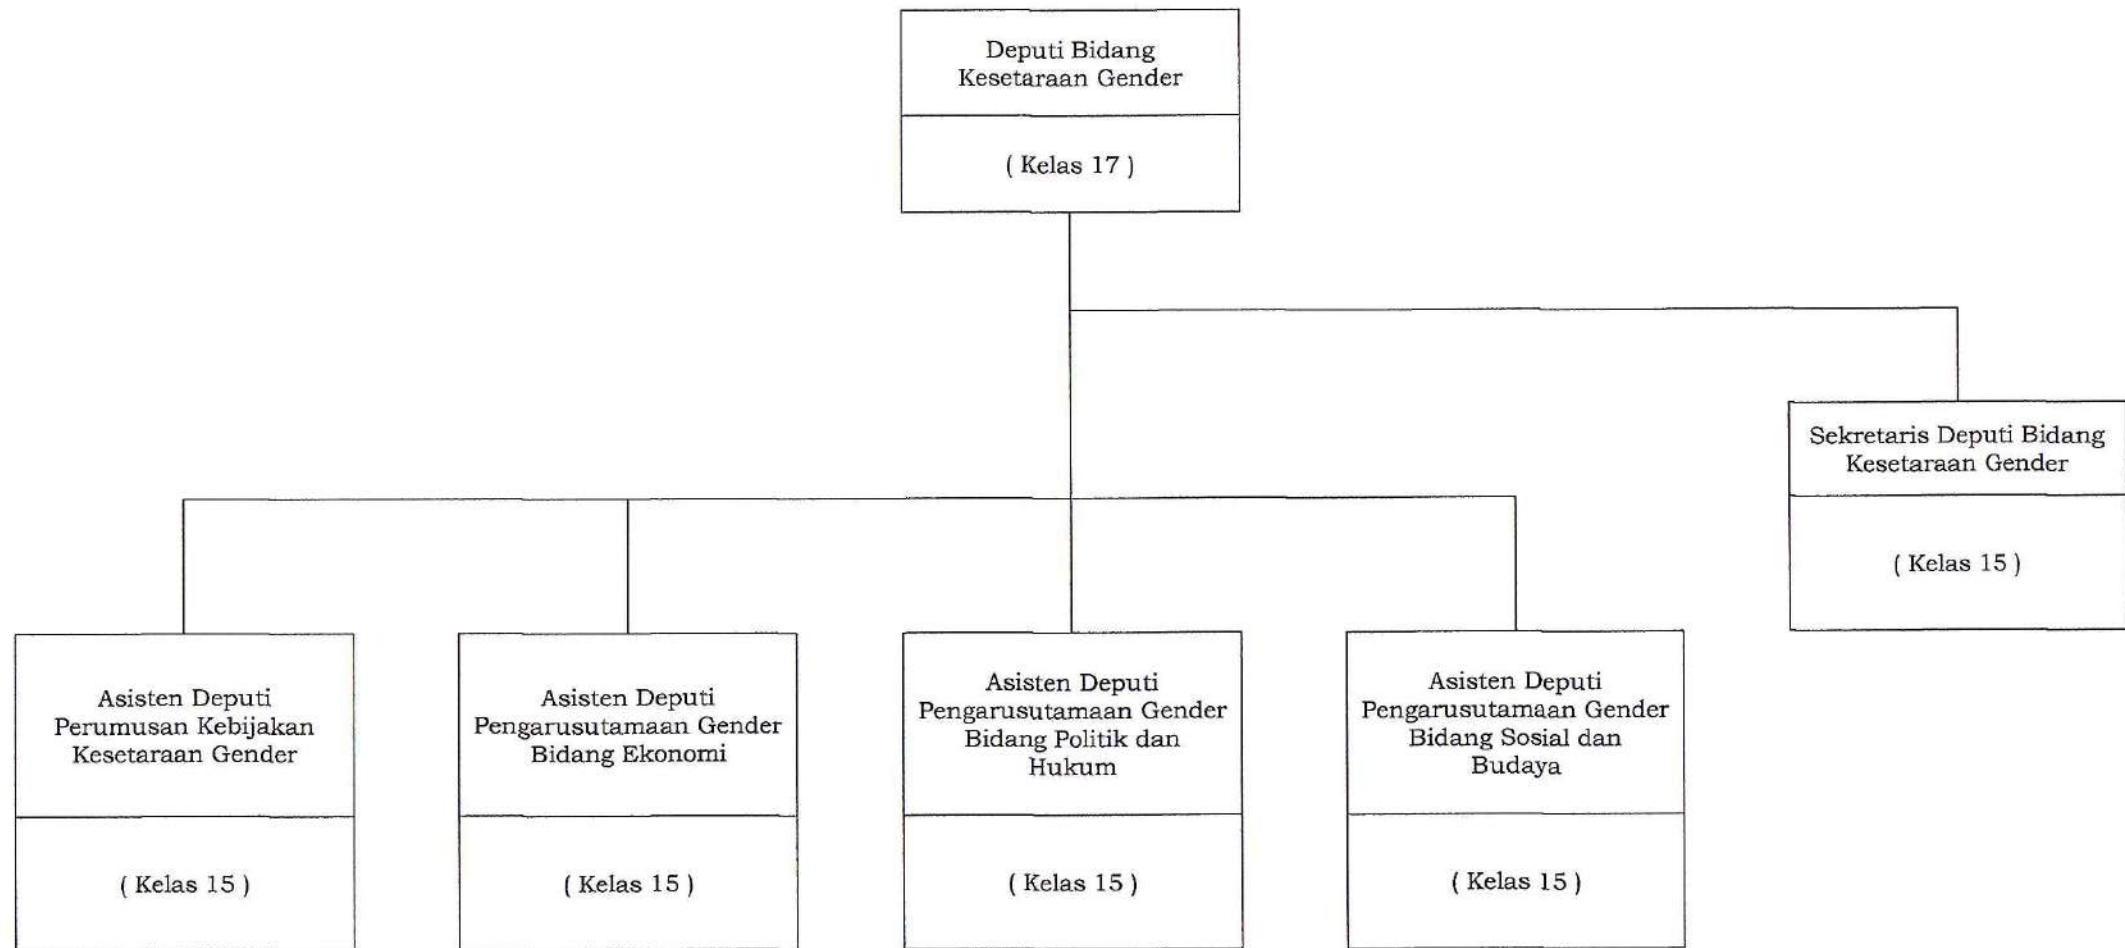 Deputi Bidang
Kesetaraan Gender
( Kelas 17 )
Sekretaris Deputi Bidang
Kesetaraan Gender
( Kelas 15 )
Asisten Deputi
Perumusan Kebijakan
Kesetaraan Gender
( Kelas 15 )
Asisten Deputi
Pengarusutamaan Gender
Bidang Ekonomi
( Kelas 15 )
Asisten Deputi
Pengarusutamaan Gender
Bidang Politik dan
Hukum
( Kelas 15 )
Asisten Deputi
Pengarusutamaan Gender
Bidang Sosial dan
Budaya
( Kelas 15 )